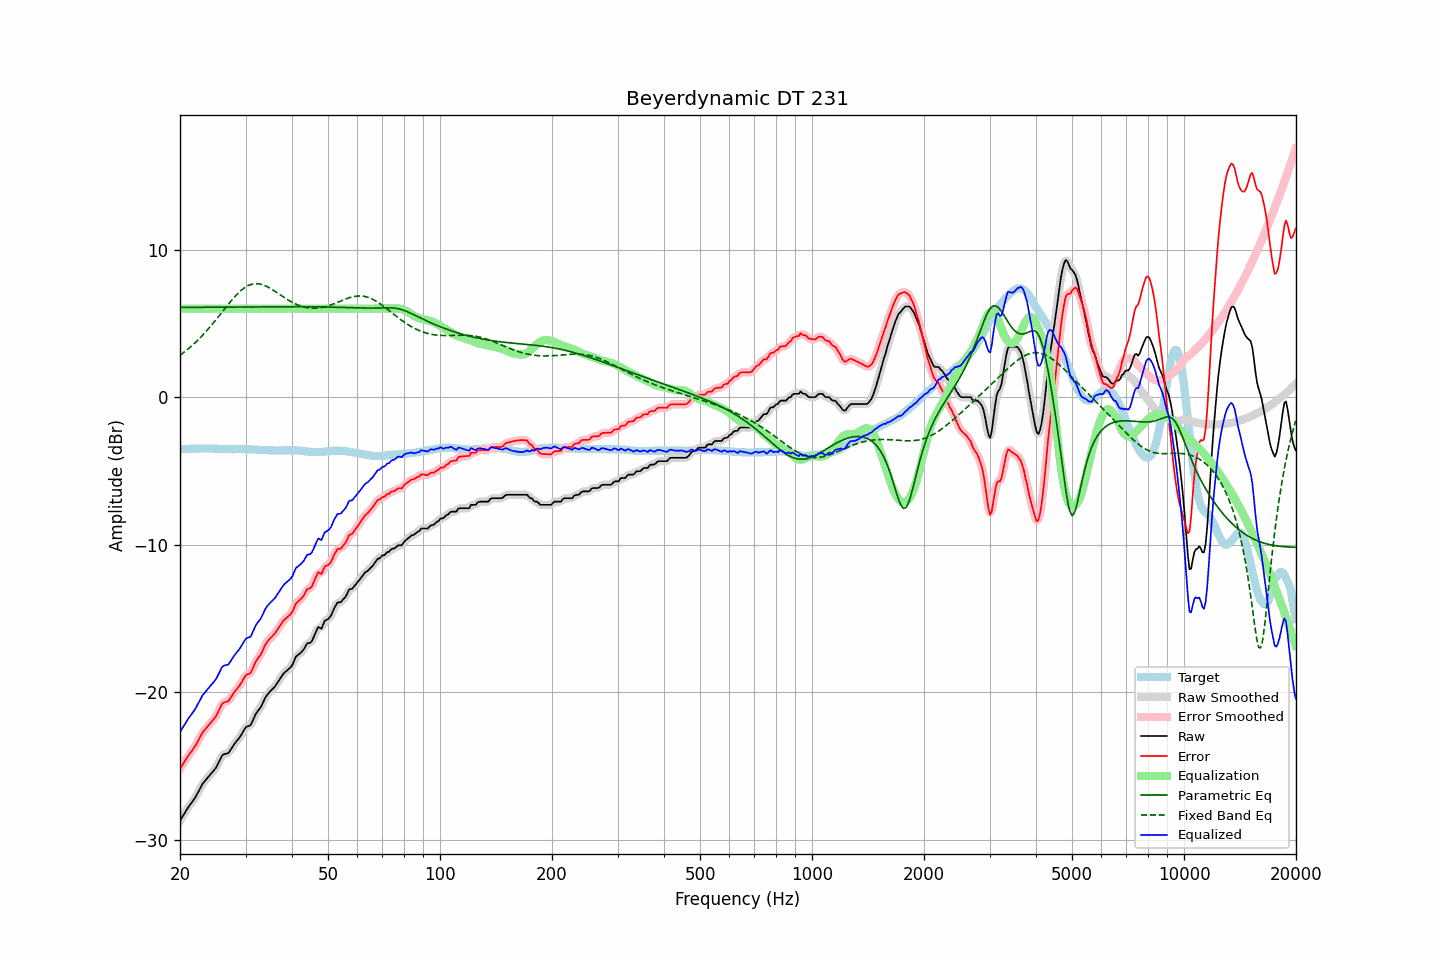 Beyerdynamic DT 231
Amplitude (dBr)
10
0
−10
−20
−30
20
50
100
200
500
1000
2000
5000
10000
20000
Frequency (Hz)
Target
Raw Smoothed
Error Smoothed
Raw
Error
Equalization
Parametric Eq
Fixed Band Eq
Equalized